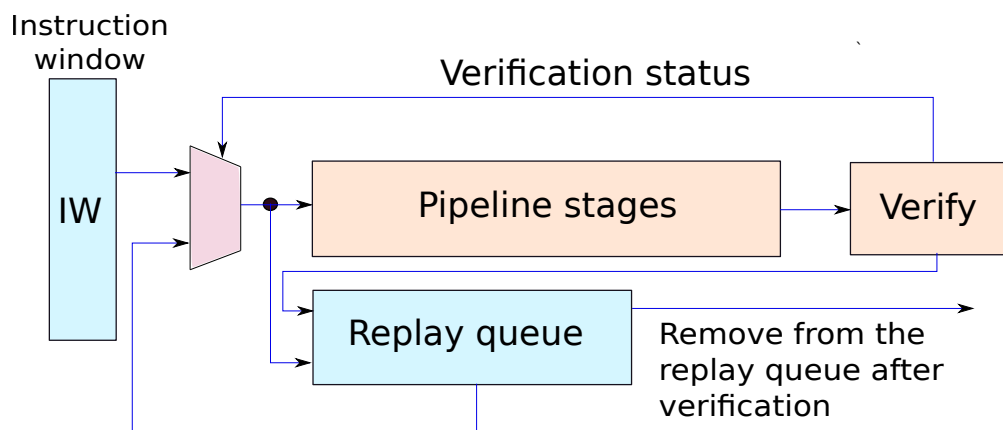 Instruction
window
Verification status
IW
Pipeline stages
Verify
Replay queue
Remove from the
replay queue after
verification